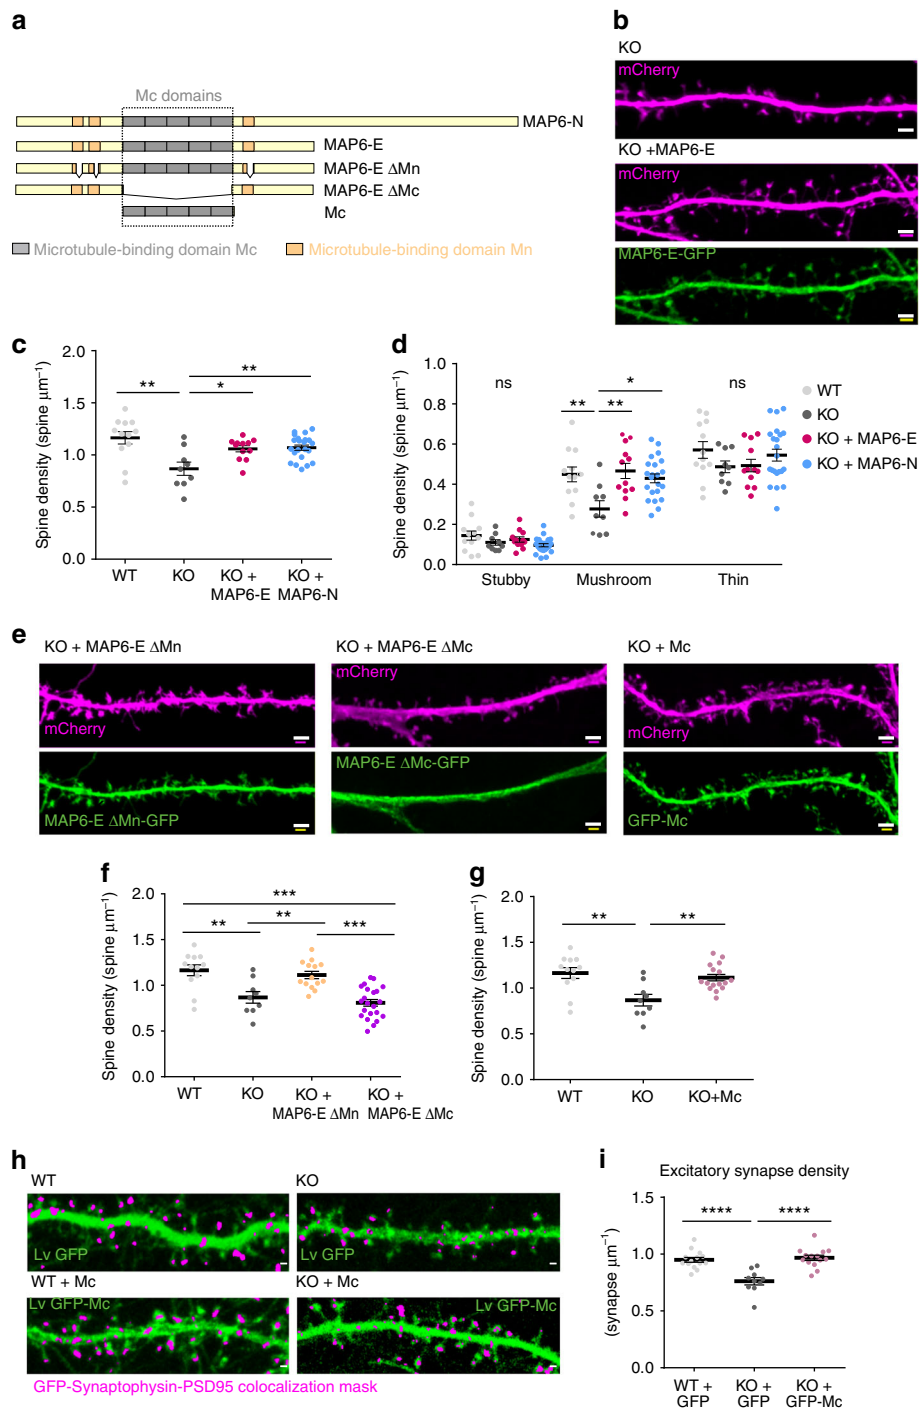 a
Mc domains
MAP6-N
MAP6-E
MAP6-E ΔMn
MAP6-E ΔMc
Mc
Microtubule-binding domain Mc
Microtubule-binding domain Mn
b
KO
mCherry
KO +MAP6-E
mCherry
MAP6-E-GFP
c
Spine density (spine μm⁻¹)
2.0
1.5
1.0
0.5
0.0
**
*
**
WT
KO
KO +
MAP6-E
KO +
MAP6-N
d
Spine density (spine μm⁻¹)
1.0
0.8
0.6
0.4
0.2
0.0
ns
**
**
*
ns
Stubby
Mushroom
Thin
WT
KO
KO + MAP6-E
KO + MAP6-N
e
KO + MAP6-E ΔMn
mCherry
MAP6-E ΔMn-GFP
KO + MAP6-E ΔMc
mCherry
MAP6-E ΔMc-GFP
KO + Mc
mCherry
GFP-Mc
f
Spine density (spine μm⁻¹)
2.0
1.5
1.0
0.5
0.0
***
**
**
***
WT
KO
KO +
MAP6-E ΔMn
KO +
MAP6-E ΔMc
g
Spine density (spine μm⁻¹)
2.0
1.5
1.0
0.5
0.0
**
**
WT
KO
KO+Mc
h
WT
Lv GFP
KO
Lv GFP
WT + Mc
Lv GFP-Mc
KO + Mc
Lv GFP-Mc
GFP-Synaptophysin-PSD95 colocalization mask
i
Excitatory synapse density
(synapse μm⁻¹)
1.5
1.0
0.5
0.0
****
****
WT +
GFP
KO +
GFP
KO +
GFP-Mc